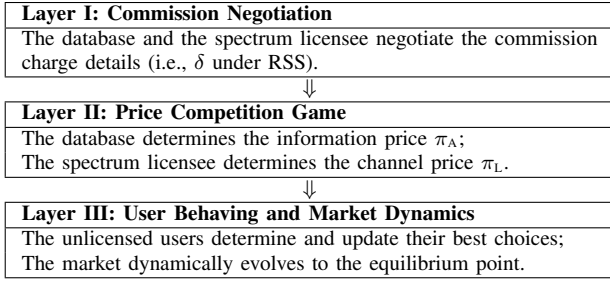 Layer I: Commission Negotiation
The database and the spectrum licensee negotiate the commission
charge details (i.e., δ under RSS).
⇓
Layer II: Price Competition Game
The database determines the information price π_A;
The spectrum licensee determines the channel price π_L.
⇓
Layer III: User Behaving and Market Dynamics
The unlicensed users determine and update their best choices;
The market dynamically evolves to the equilibrium point.